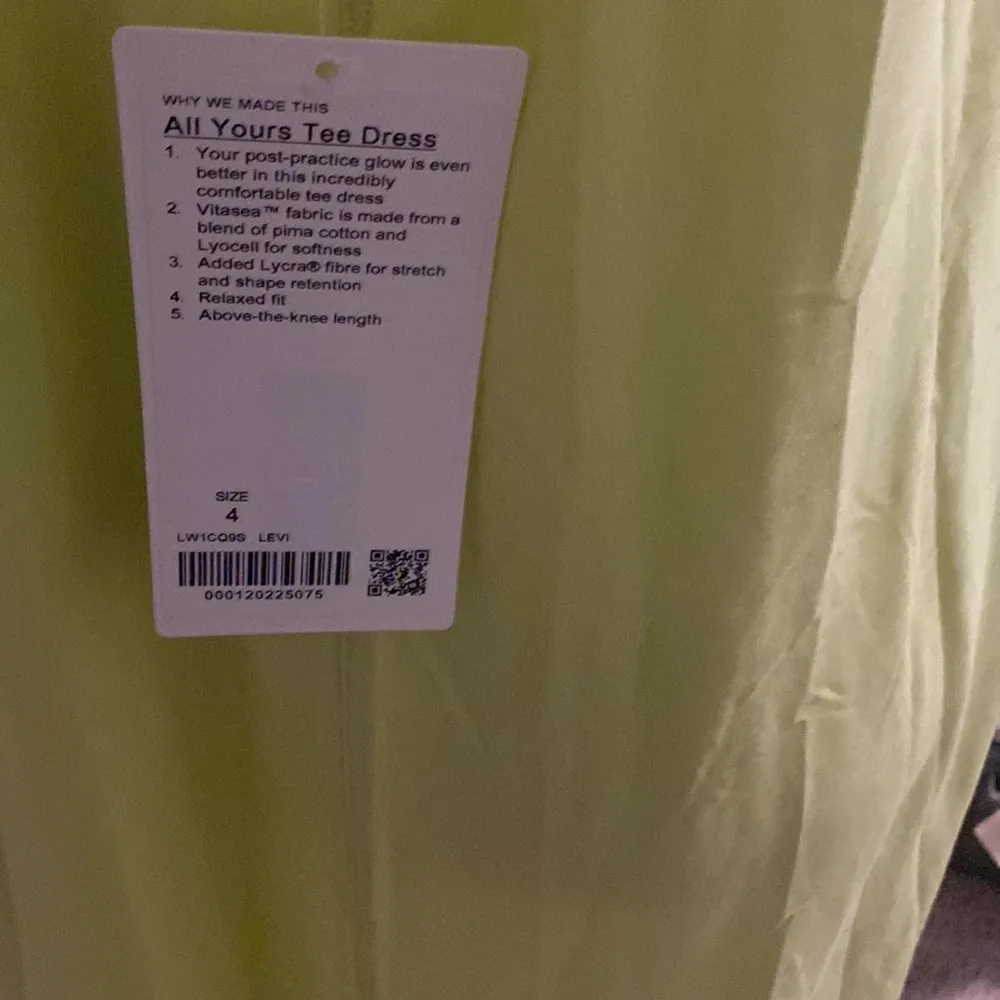 WHY WE MADE THIS
All Yours Tee Dress
1. Your post-practice glow is even
better in this incredibly
comfortable tee dress
2. Vitasea™ fabric is made from a
blend of pima cotton and
Lyocell for softness
3. Added Lycra® fibre for stretch
and shape retention
4. Relaxed fit
5. Above-the-knee length
SIZE
4
LW1CQ9S LEVI
000120225075